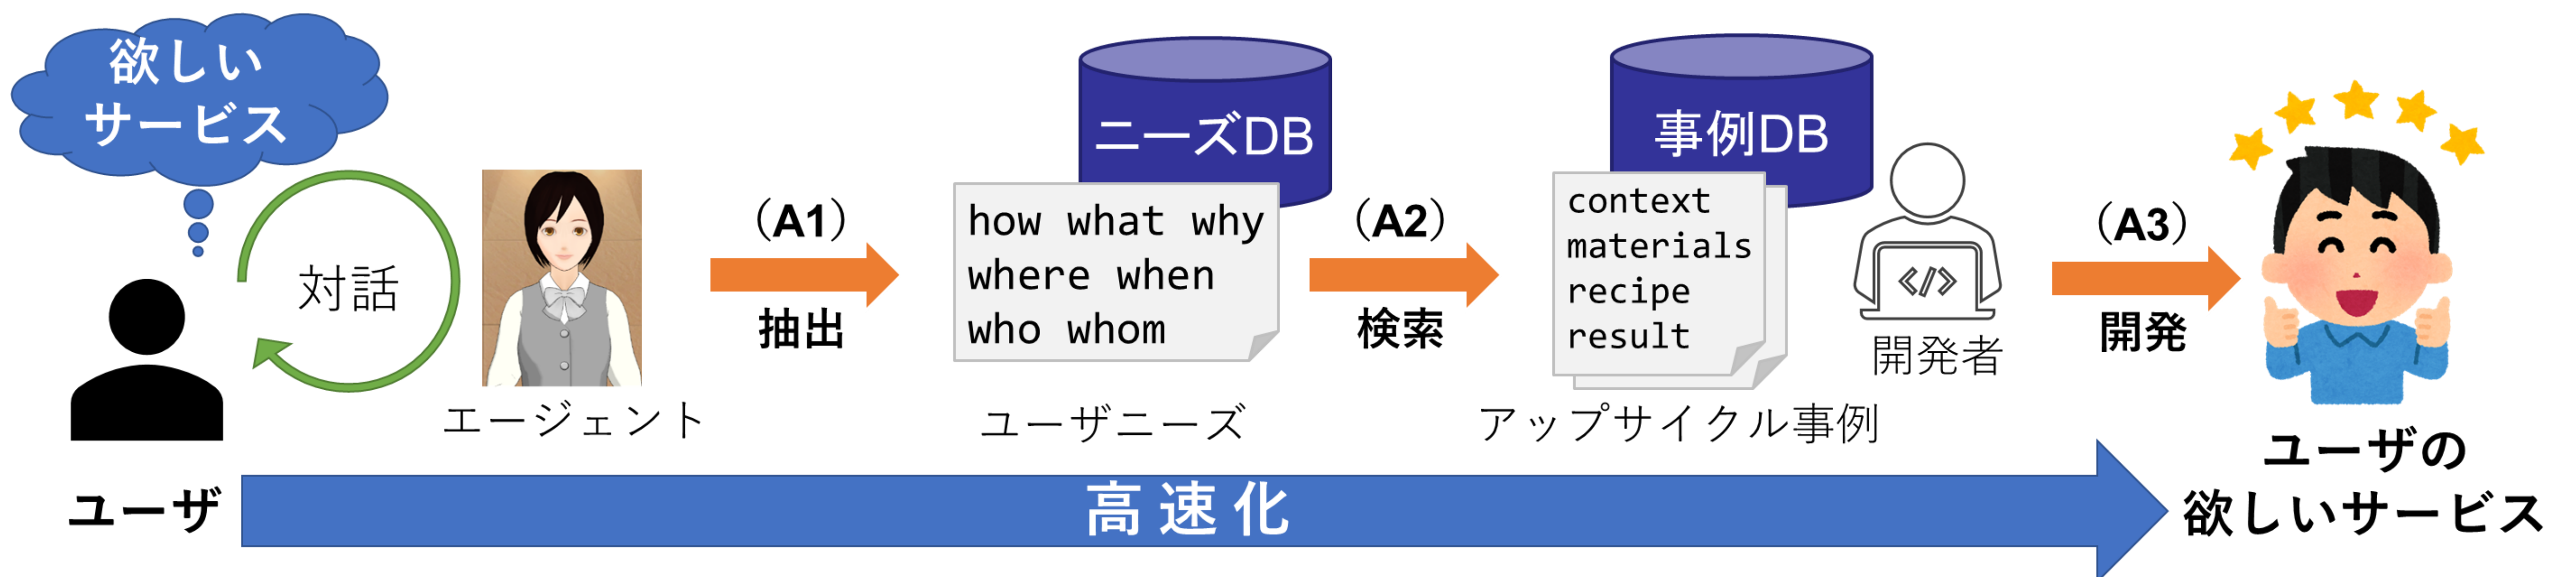 欲しい
サービス
対話
エージェント
ユーザ
（A1）
抽出
ニーズDB
how what why
where when
who whom
ユーザニーズ
（A2）
検索
事例DB
context
materials
recipe
result
アップサイクル事例
</>
開発者
（A3）
開発
ユーザの
欲しいサービス
高速化